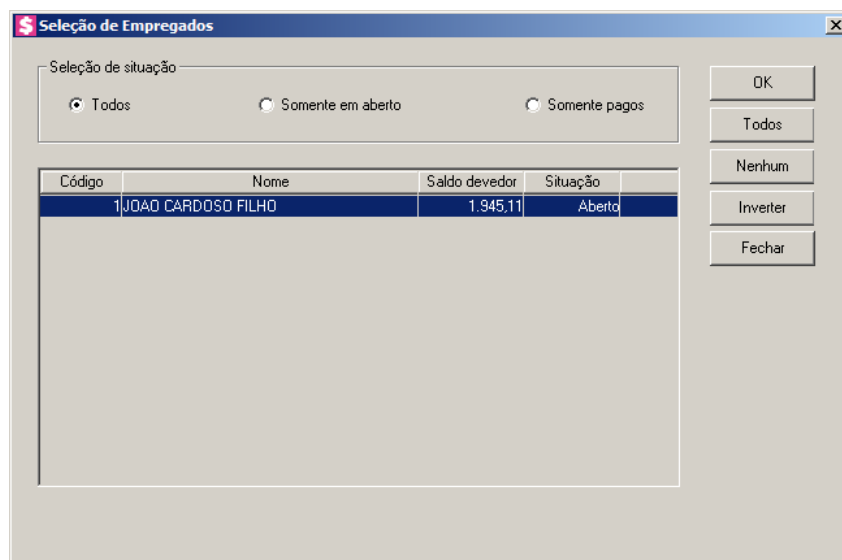 Seleção de Empregados
Seleção de situação
Todos Somente em aberto Somente pagos
OK
Todos
Nenhum
Inverter
Fechar
Código Nome Saldo devedor Situação
1 JOAO CARDOSO FILHO 1.945,11 Aberto